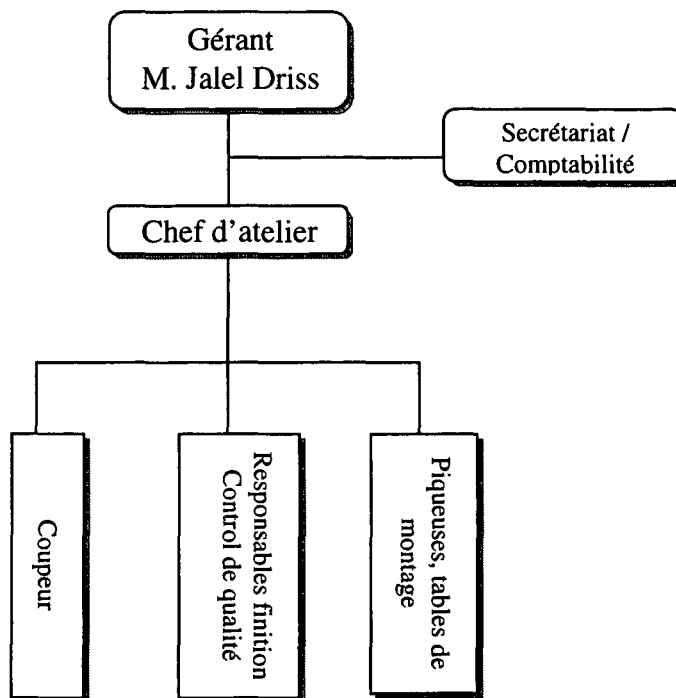 Gérant
M. Jalel Driss
Secrétariat /
Comptabilité
Chef d'atelier
Coupeur
Responsables finition
Control de qualité
Piqueuses, tables de
montage